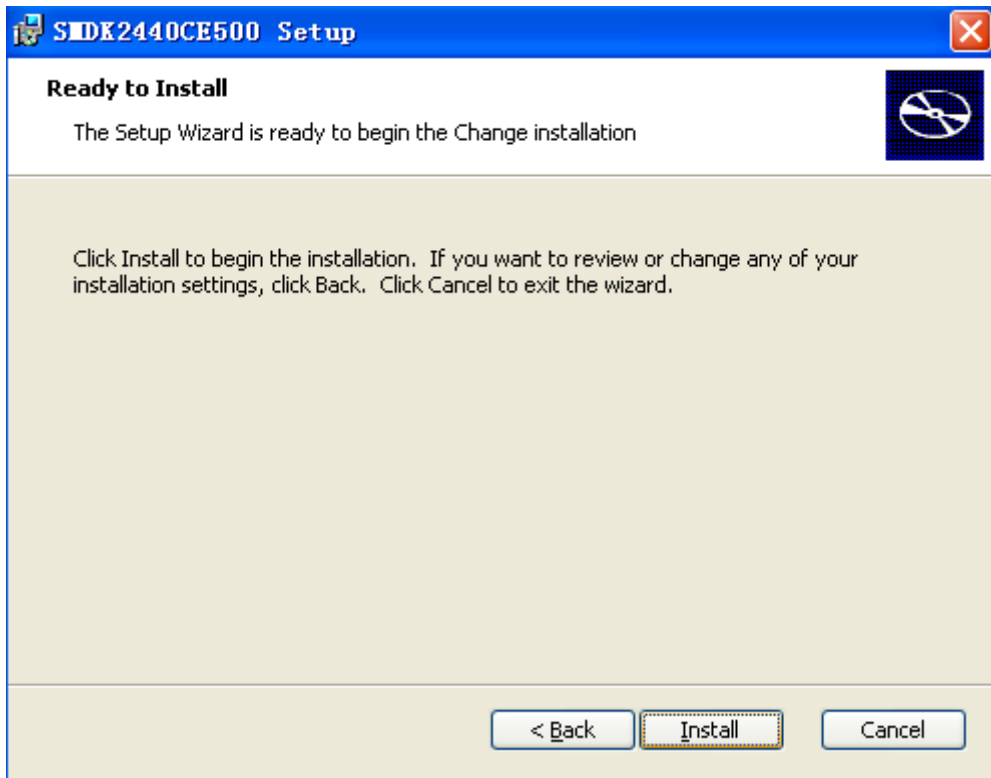 SMDK2440CE500 Setup
Ready to Install
The Setup Wizard is ready to begin the Change installation
Click Install to begin the installation.  If you want to review or change any of your
installation settings, click Back.  Click Cancel to exit the wizard.
< Back
Install
Cancel